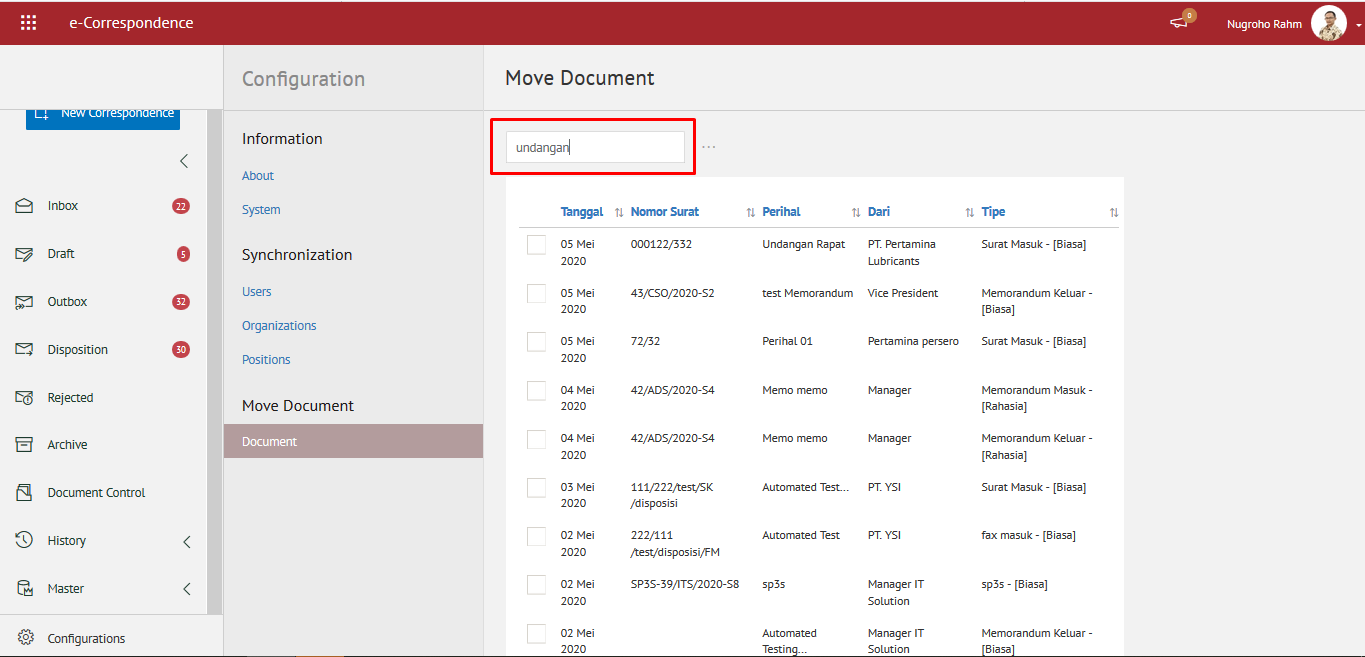 e-Correspondence
0
Nugroho Rahm
New Correspondence
Inbox 22
Draft 5
Outbox 32
Disposition 30
Rejected
Archive
Document Control
History
Master
Configurations
Configuration
Information
About
System
Synchronization
Users
Organizations
Positions
Move Document
Document
Move Document
undangan
...
Tanggal Nomor Surat Perihal Dari Tipe
05 Mei 000122/332 Undangan Rapat PT. Pertamina Surat Masuk - [Biasa]
2020 Lubricants
05 Mei 43/CSO/2020-S2 test Memorandum Vice President Memorandum Keluar -
2020 [Biasa]
05 Mei 72/32 Perihal 01 Pertamina persero Surat Masuk - [Biasa]
2020
04 Mei 42/ADS/2020-S4 Memo memo Manager Memorandum Masuk -
2020 [Rahasia]
04 Mei 42/ADS/2020-S4 Memo memo Manager Memorandum Keluar -
2020 [Rahasia]
03 Mei 111/222/test/SK Automated Test... PT. YSI Surat Masuk - [Biasa]
2020 /disposisi
02 Mei 222/111 Automated Test PT. YSI fax masuk - [Biasa]
2020 /test/disposisi/FM
02 Mei SP3S-39/ITS/2020-S8 sp3s Manager IT sp3s - [Biasa]
2020 Solution
02 Mei Automated Manager IT Memorandum Keluar -
2020 Testing... Solution [Biasa]